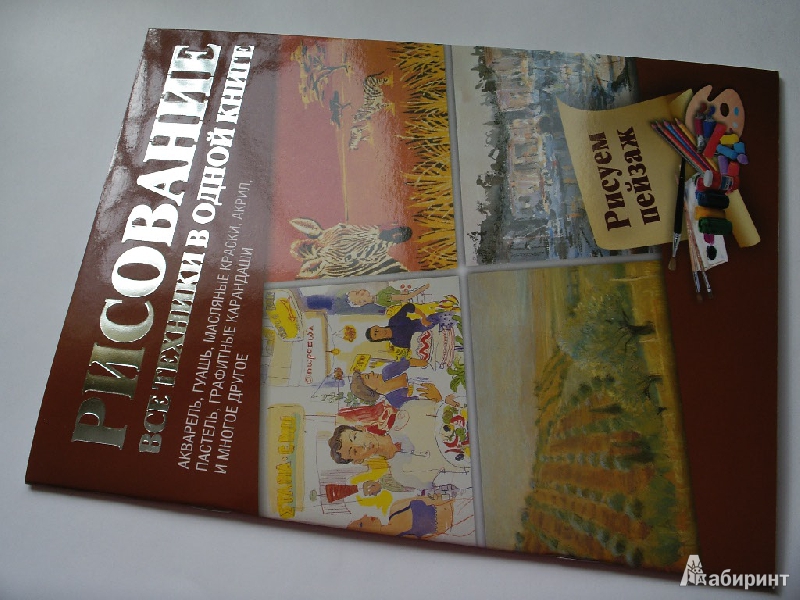 РИСОВАНИЕ
ВСЕ ТЕХНИКИ В ОДНОЙ КНИГЕ
АКВАРЕЛЬ, ГУАШЬ, МАСЛЯНЫЕ КРАСКИ, АКРИЛ,
ПАСТЕЛЬ, ГРАФИТНЫЕ КАРАНДАШИ
И МНОГОЕ ДРУГОЕ
Рисуем
пейзаж
Лабиринт